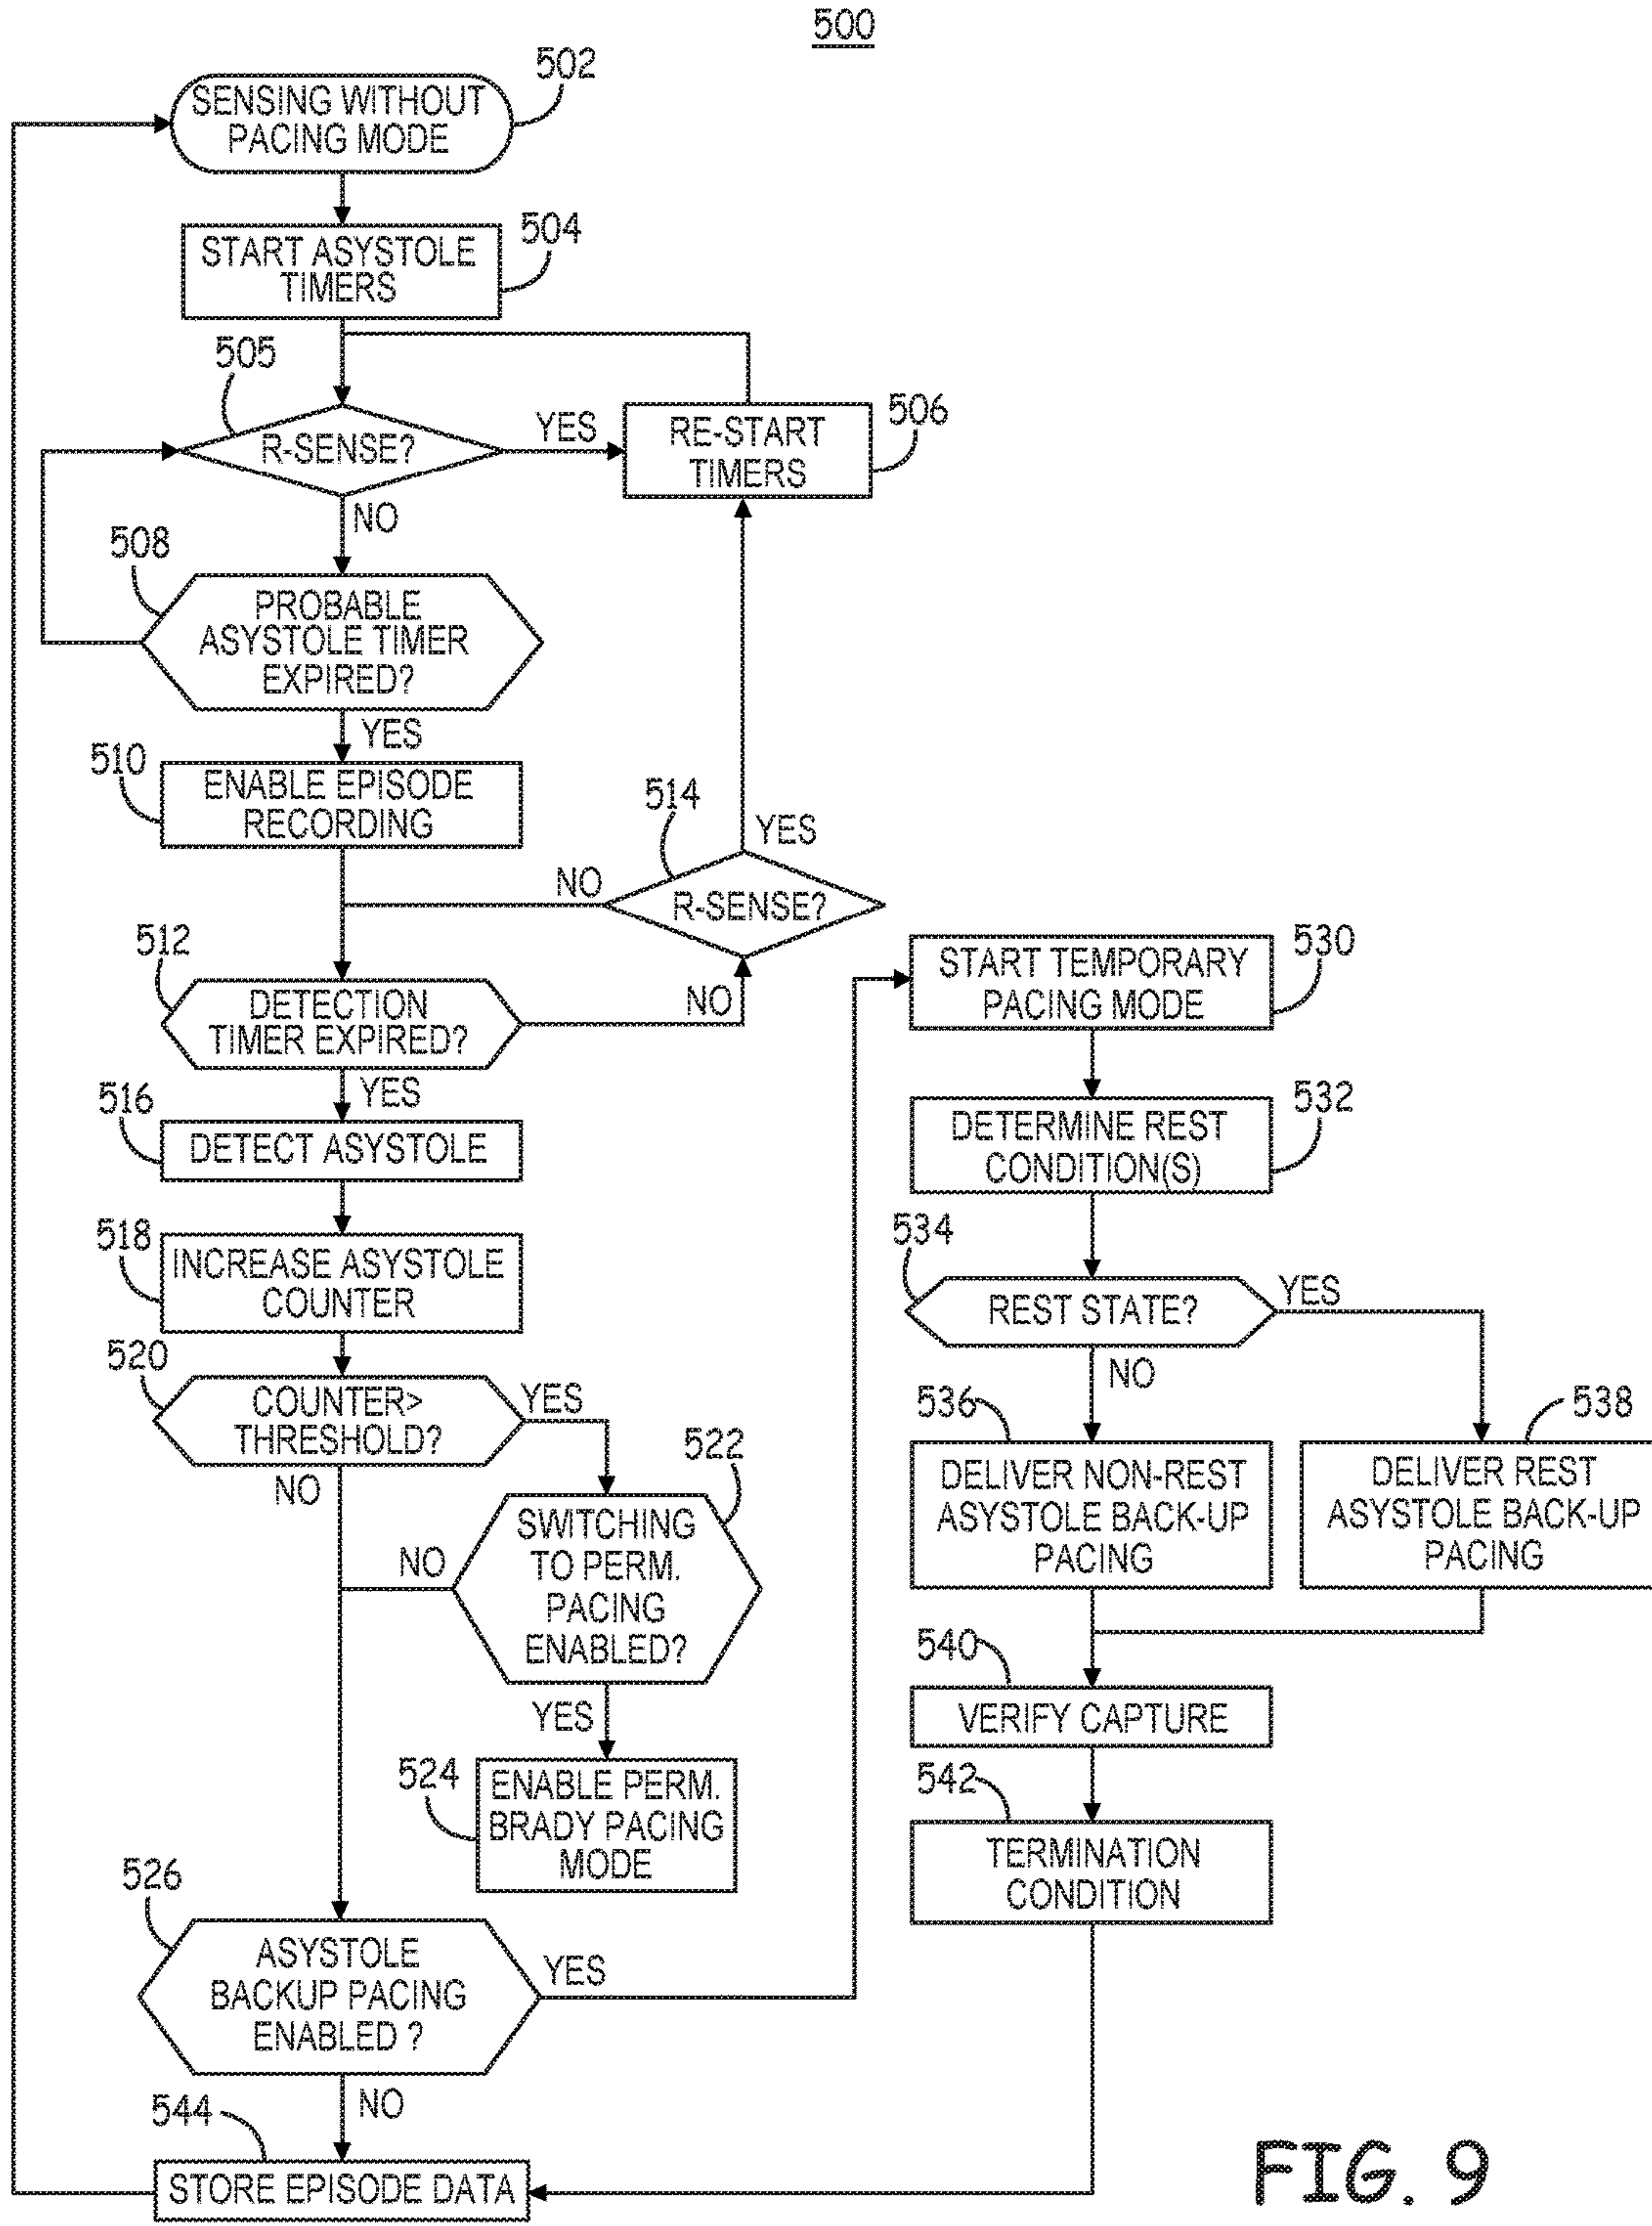 500
502
SENSING WITHOUT
PACING MODE
504
START ASYSTOLE
TIMERS
505
R-SENSE?
YES
RE-START
TIMERS
506
NO
508
PROBABLE
ASYSTOLE TIMER
EXPIRED?
YES
510
ENABLE EPISODE
RECORDING
514
YES
NO
R-SENSE?
512
DETECTION
TIMER EXPIRED?
NO
YES
516
DETECT ASYSTOLE
518
INCREASE ASYSTOLE
COUNTER
520
COUNTER>
THRESHOLD?
YES
NO
522
SWITCHING
TO PERM.
PACING
ENABLED?
NO
YES
524
ENABLE PERM.
BRADY PACING
MODE
526
ASYSTOLE
BACKUP PACING
ENABLED ?
YES
NO
544
STORE EPISODE DATA
START TEMPORARY
PACING MODE
530
DETERMINE REST
CONDITION(S)
532
534
REST STATE?
YES
NO
536
DELIVER NON-REST
ASYSTOLE BACK-UP
PACING
538
DELIVER REST
ASYSTOLE BACK-UP
PACING
540
VERIFY CAPTURE
542
TERMINATION
CONDITION
FIG. 9